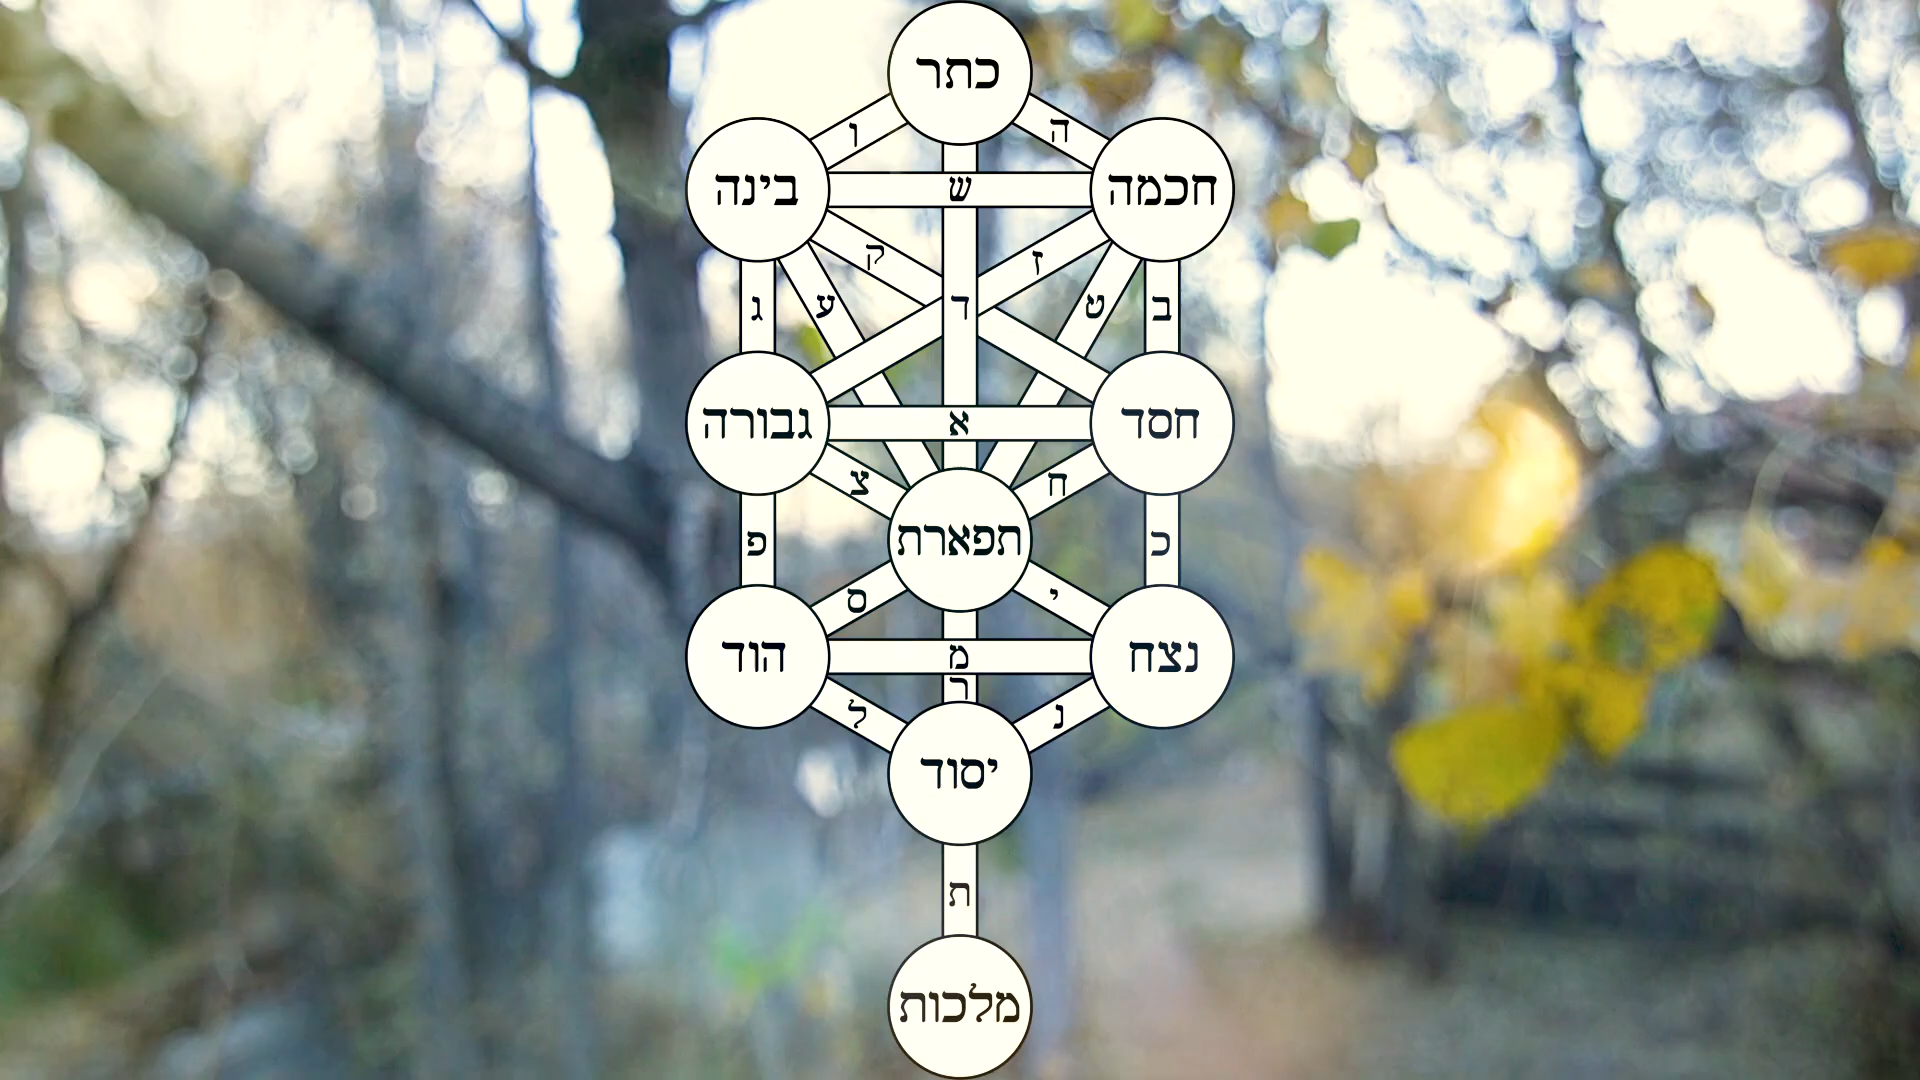 כתר
ה ו
חכמה ש בינה
ז ק
ב ט ד ע ג
חסד א גבורה
ח צ
תפארת
כ פ
י ס
נצח מ הוד
ר
נ ל
יסוד
ת
מלכות